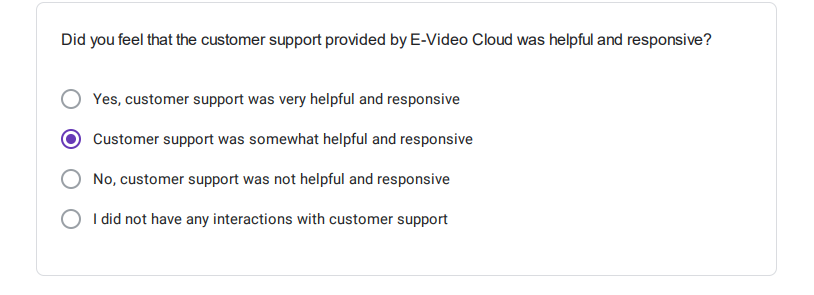 Did you feel that the customer support provided by E-Video Cloud was helpful and responsive?
Yes, customer support was very helpful and responsive
Customer support was somewhat helpful and responsive
No, customer support was not helpful and responsive
I did not have any interactions with customer support